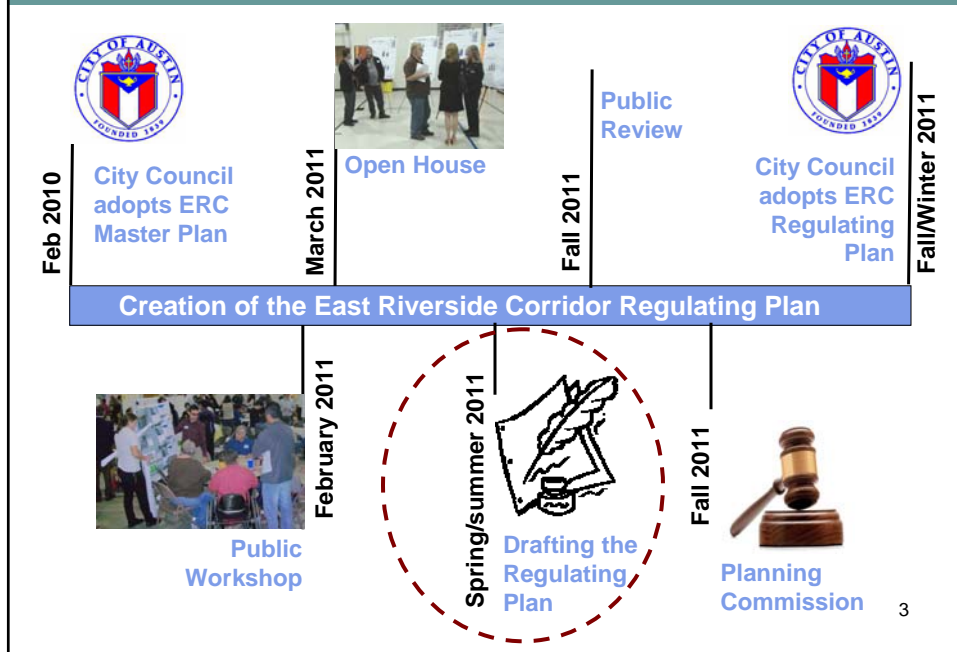 CITY OF AUSTIN
FOUNDED 1839
Feb 2010
City Council
adopts ERC
Master Plan
March 2011
Open House
Fall 2011
Public
Review
CITY OF AUSTIN
FOUNDED 1839
City Council
adopts ERC
Regulating
Plan
Fall/Winter 2011
Creation of the East Riverside Corridor Regulating Plan
February 2011
Public
Workshop
Spring/summer 2011
Drafting the
Regulating
Plan
Fall 2011
Planning
Commission
3